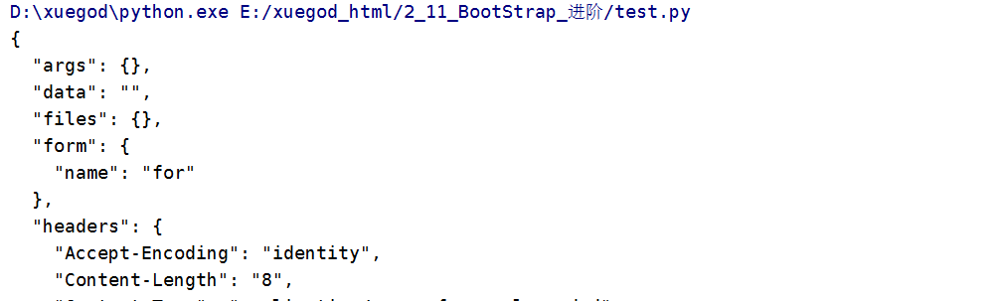 D:\xuegod\python.exe E:/xuegod_html/2_11_BootStrap_进阶/test.py
{
  "args": {},
  "data": "",
  "files": {},
  "form": {
    "name": "for"
  },
  "headers": {
    "Accept-Encoding": "identity",
    "Content-Length": "8",